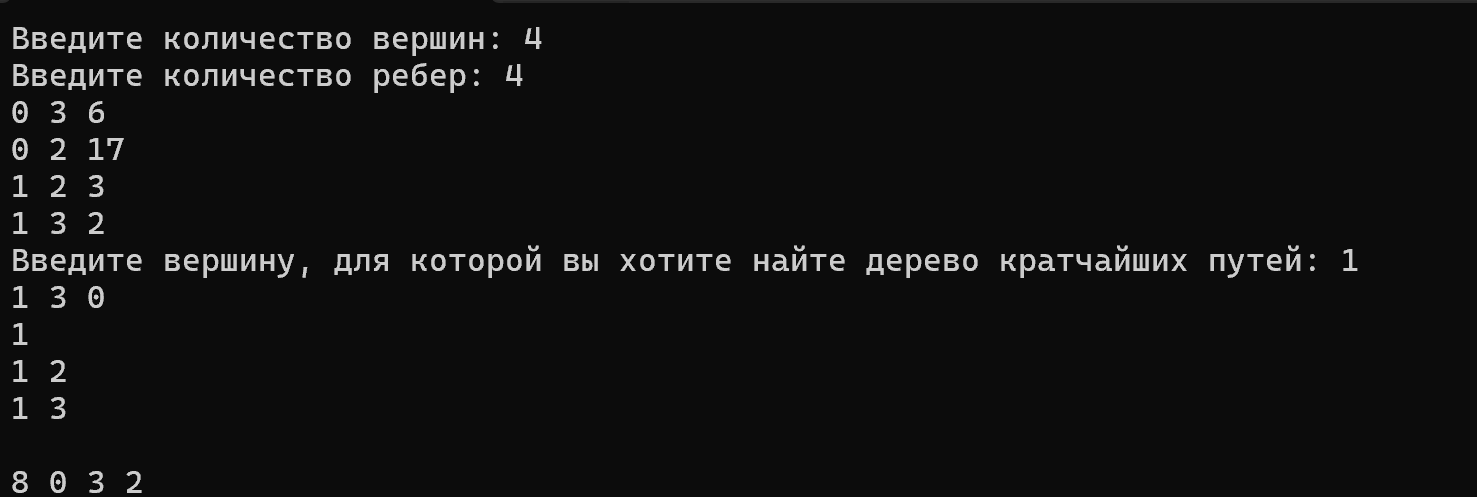 Введите количество вершин: 4
Введите количество ребер: 4
0 3 6
0 2 17
1 2 3
1 3 2
Введите вершину, для которой вы хотите найте дерево кратчайших путей: 1
1 3 0
1
1 2
1 3
8 0 3 2